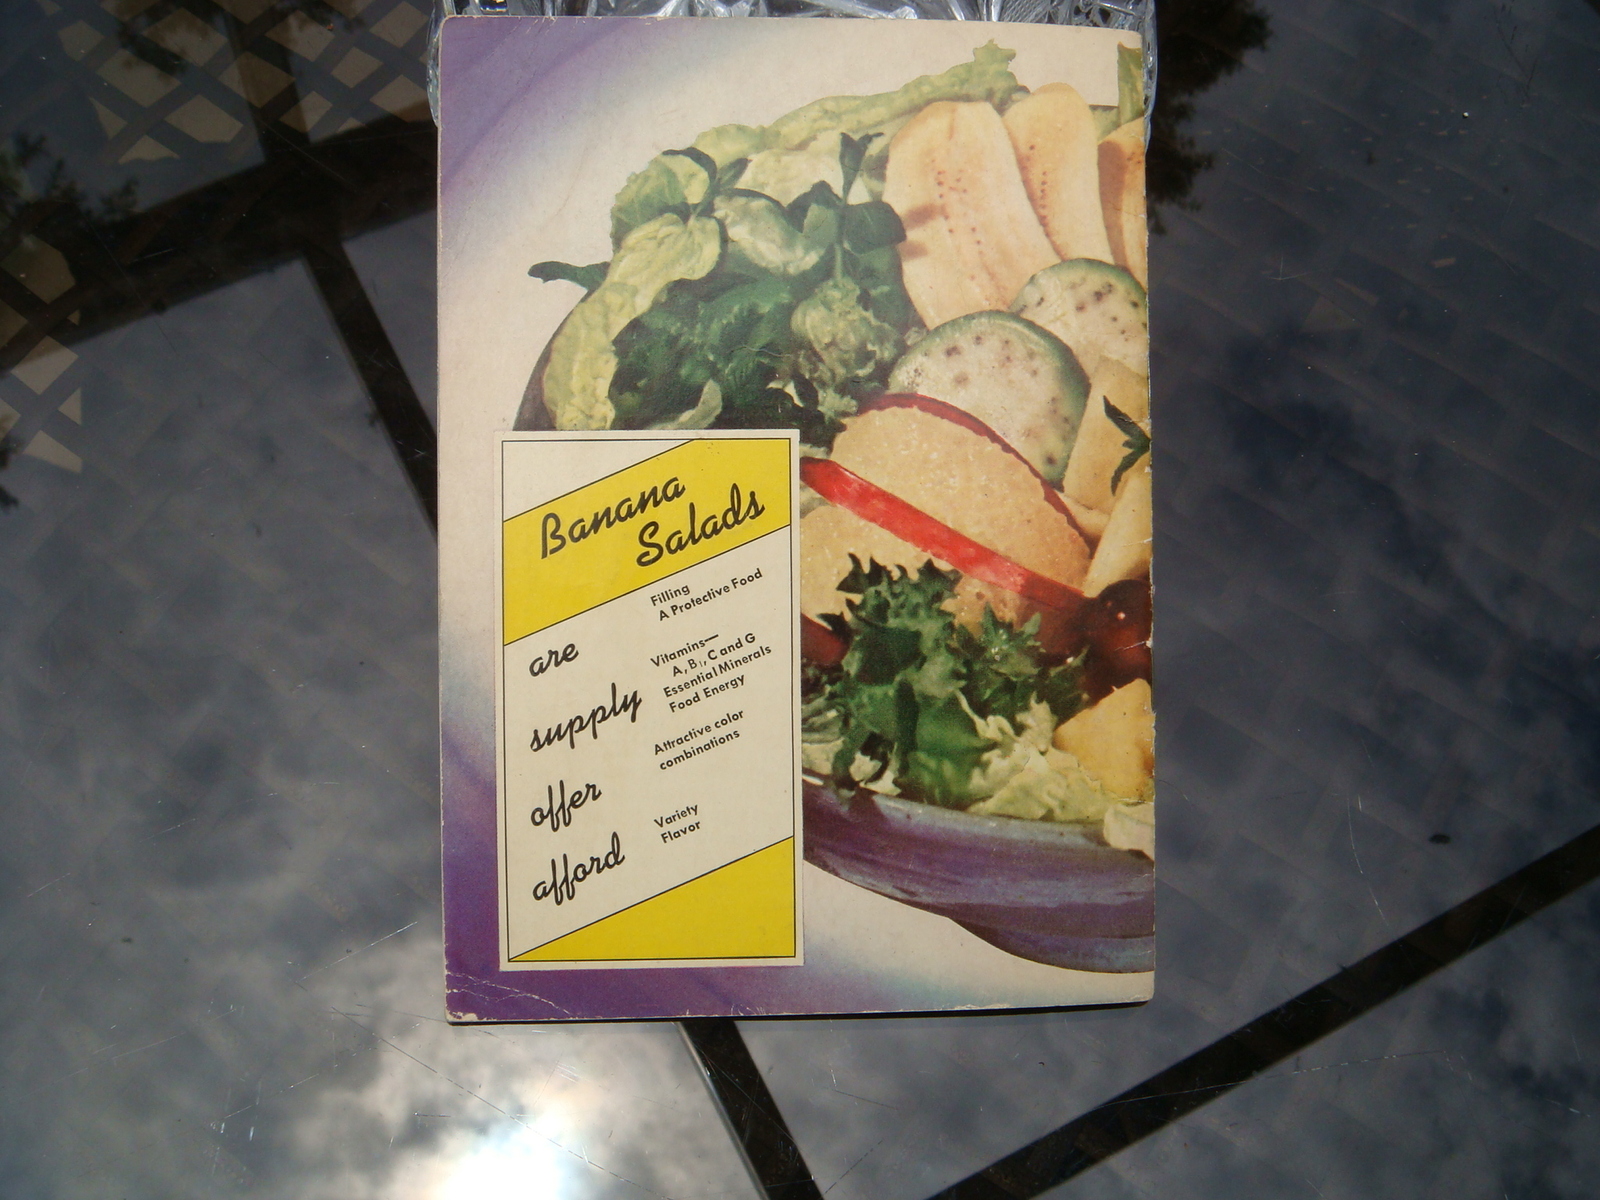 Banana
Salads
are
Filling
A Protective Food
supply
Vitamins—
A, B₁, C and G
Essential Minerals
Food Energy
offer
Attractive color
combinations
afford
Variety
Flavor